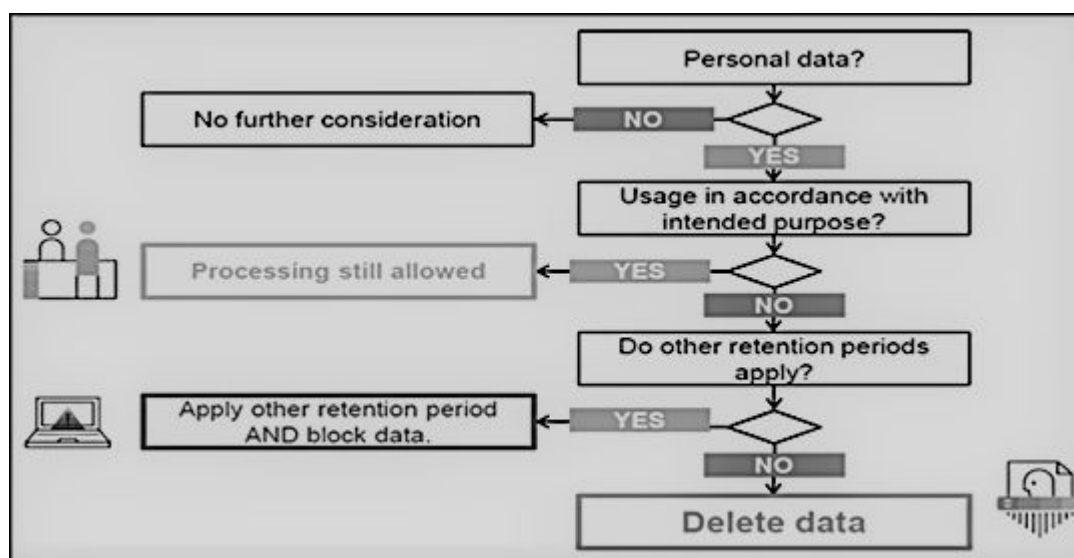 Personal data?
No further consideration
NO
YES
Usage in accordance with
intended purpose?
Processing still allowed
YES
NO
Do other retention periods
apply?
Apply other retention period
AND block data.
YES
NO
Delete data